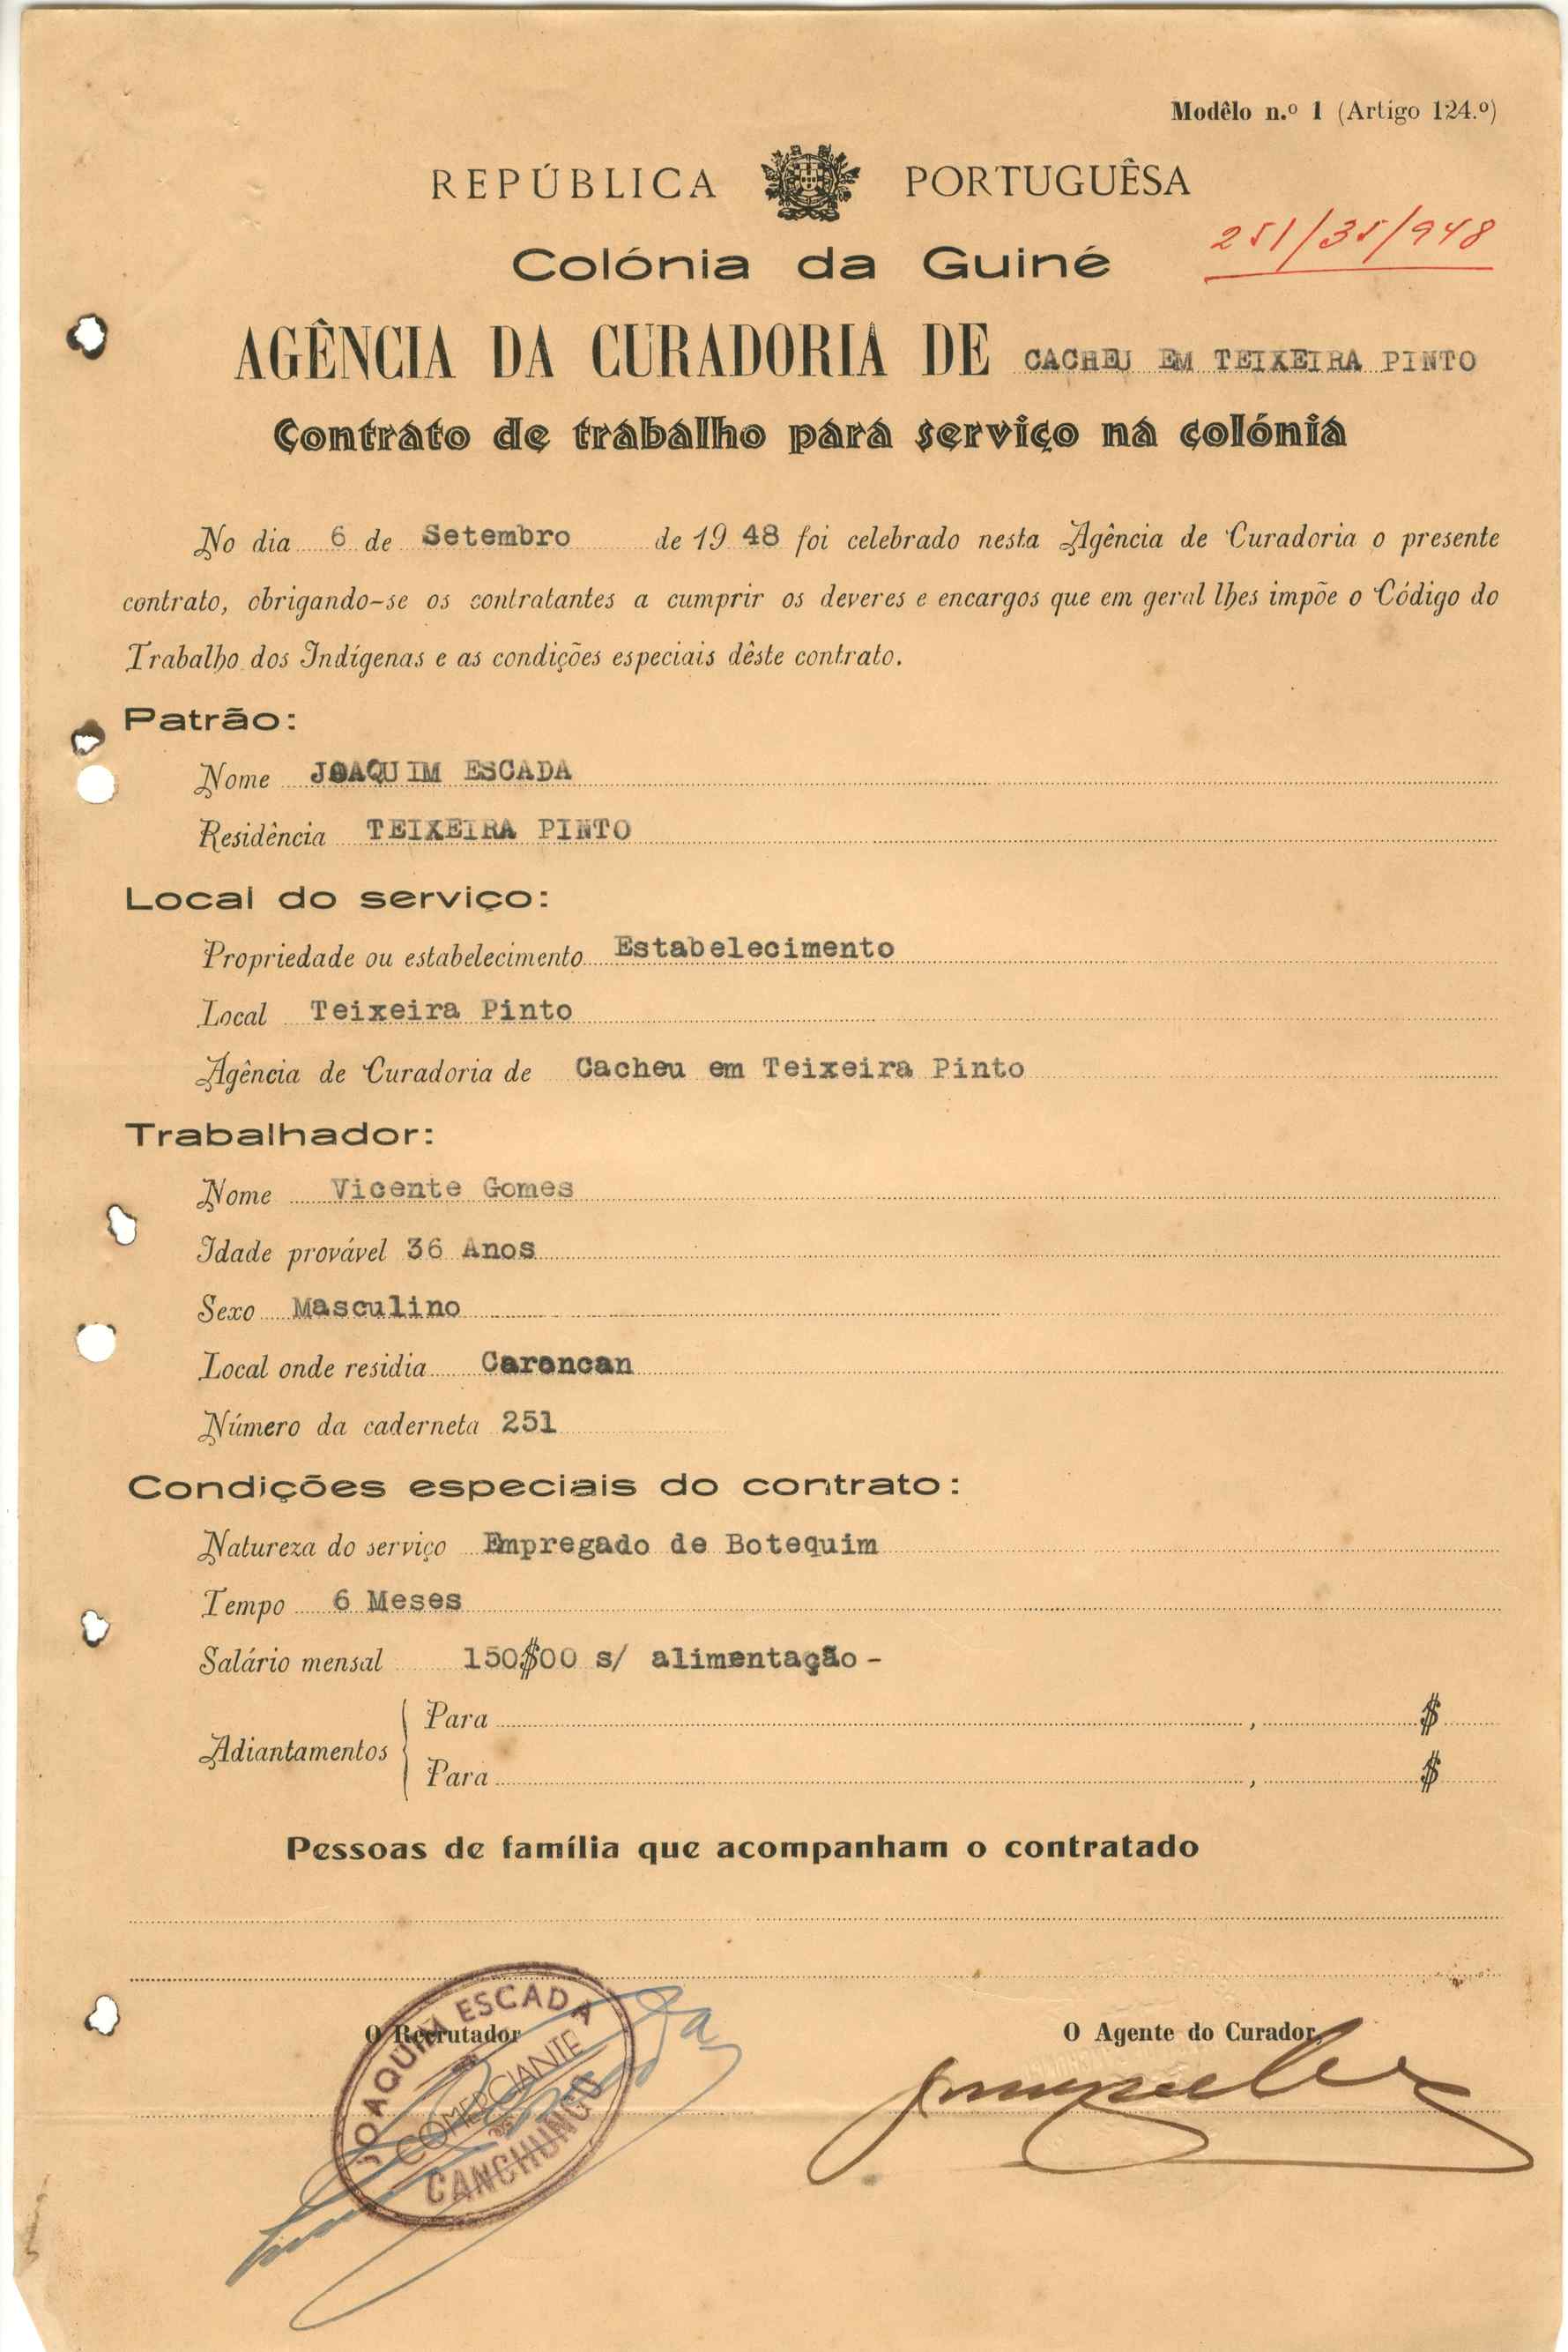 Modêlo n.º 1 (Artigo 124.º)
REPÚBLICA PORTUGUÊSA
251/35/948
Colónia da Guiné
AGÊNCIA DA CURADORIA DE CACHEU EM TEIXEIRA PINTO
Contrato de trabalho para serviço na colónia
No dia 6 de Setembro de 1948 foi celebrado nesta Agência de Curadoria o presente
contrato, obrigando-se os contratantes a cumprir os deveres e encargos que em geral lhes impõe o Código do
Trabalho dos Indígenas e as condições especiais dêste contrato.
Patrão:
Nome JOAQUIM ESCADA
Residência TEIXEIRA PINTO
Local do serviço:
Propriedade ou estabelecimento Estabelecimento
Local Teixeira Pinto
Agência de Curadoria de Cacheu em Teixeira Pinto
Trabalhador:
Nome Vicente Gomes
Idade provável 36 Anos
Sexo Masculino
Local onde residia Carencan
Número da caderneta 251
Condições especiais do contrato:
Natureza do serviço Empregado de Botequim
Tempo 6 Meses
Salário mensal 150$00 s/ alimentação -
Adiantamentos
Para , $
Para , $
Pessoas de família que acompanham o contratado
O Recrutador
O Agente do Curador,
JOAQUIM ESCADA
COMERCIANTE
CANCHUNGO